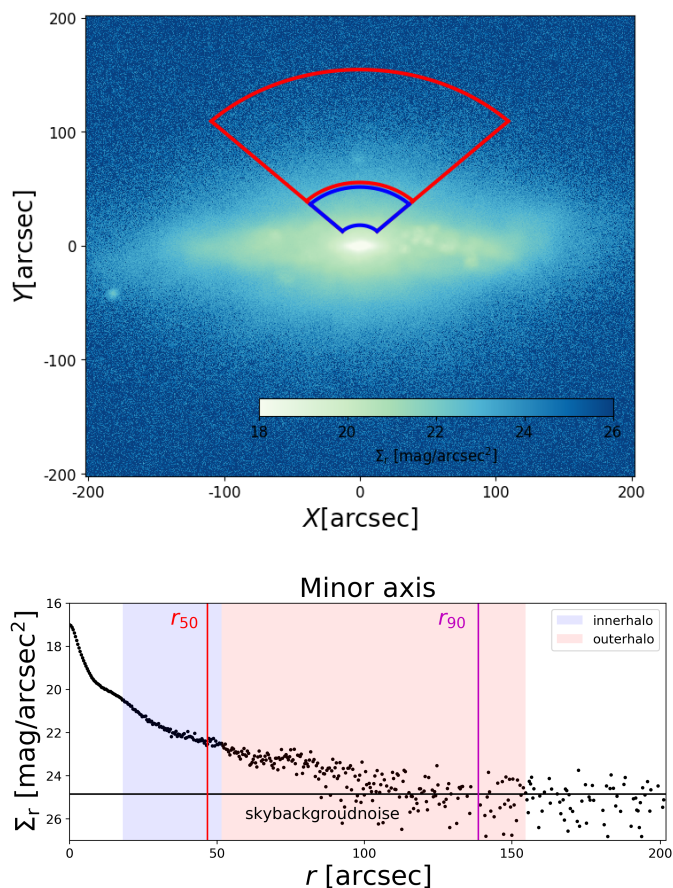 200
100
0
-100
-200
Y[arcsec]
18 20 22 24 26
Σr [mag/arcsec²]
-200 -100 0 100 200
X[arcsec]
Minor axis
16
18
20
22
24
26
Σr [mag/arcsec²]
r50
r90
innerhalo
outerhalo
skybackgroudnoise
0 50 100 150 200
r [arcsec]